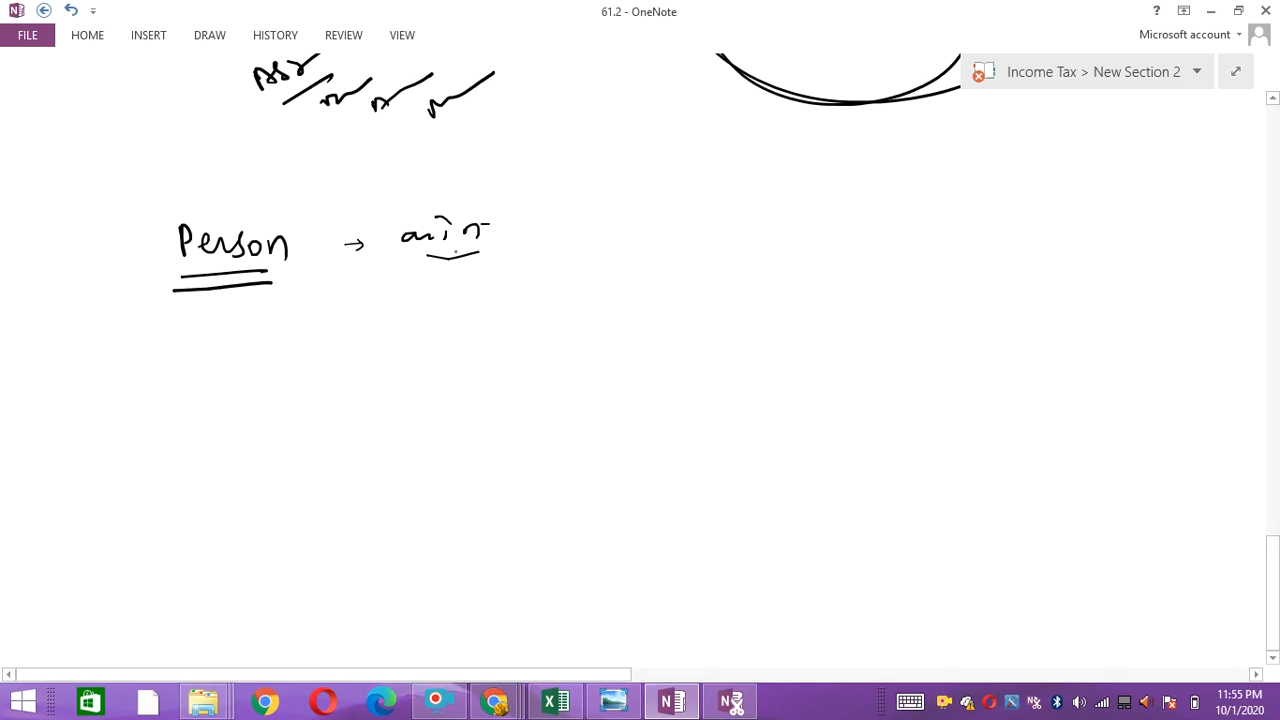 61.2 - OneNote
Microsoft account
FILE HOME INSERT DRAW HISTORY REVIEW VIEW
Income Tax > New Section 2
Person →
11:55 PM
10/1/2020